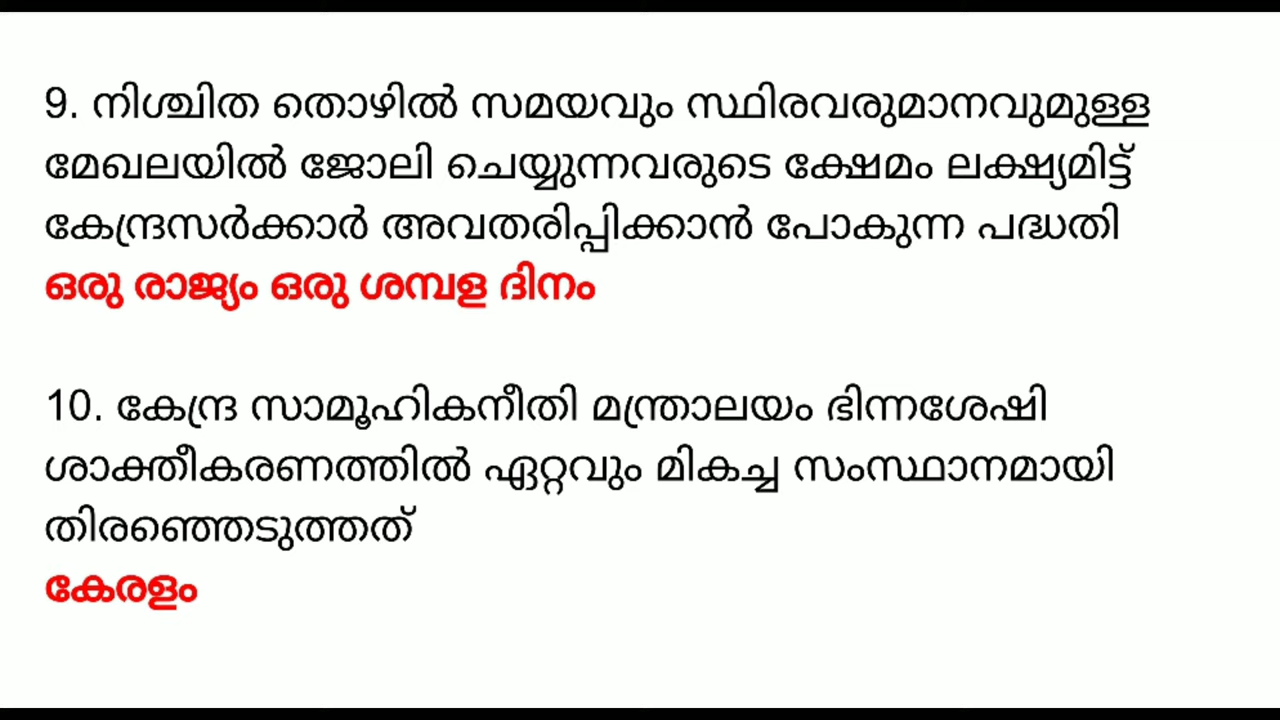 9. നിശ്ചിത തൊഴിൽ സമയവും സ്ഥിരവരുമാനവുമുള്ള
മേഖലയിൽ ജോലി ചെയ്യുന്നവരുടെ ക്ഷേമം ലക്ഷ്യമിട്ട്
കേന്ദ്രസർക്കാർ അവതരിപ്പിക്കാൻ പോകുന്ന പദ്ധതി
ഒരു രാജ്യം ഒരു ശമ്പള ദിനം
10. കേന്ദ്ര സാമൂഹികനീതി മന്ത്രാലയം ഭിന്നശേഷി
ശാക്തീകരണത്തിൽ ഏറ്റവും മികച്ച സംസ്ഥാനമായി
തിരഞ്ഞെടുത്തത്
കേരളം